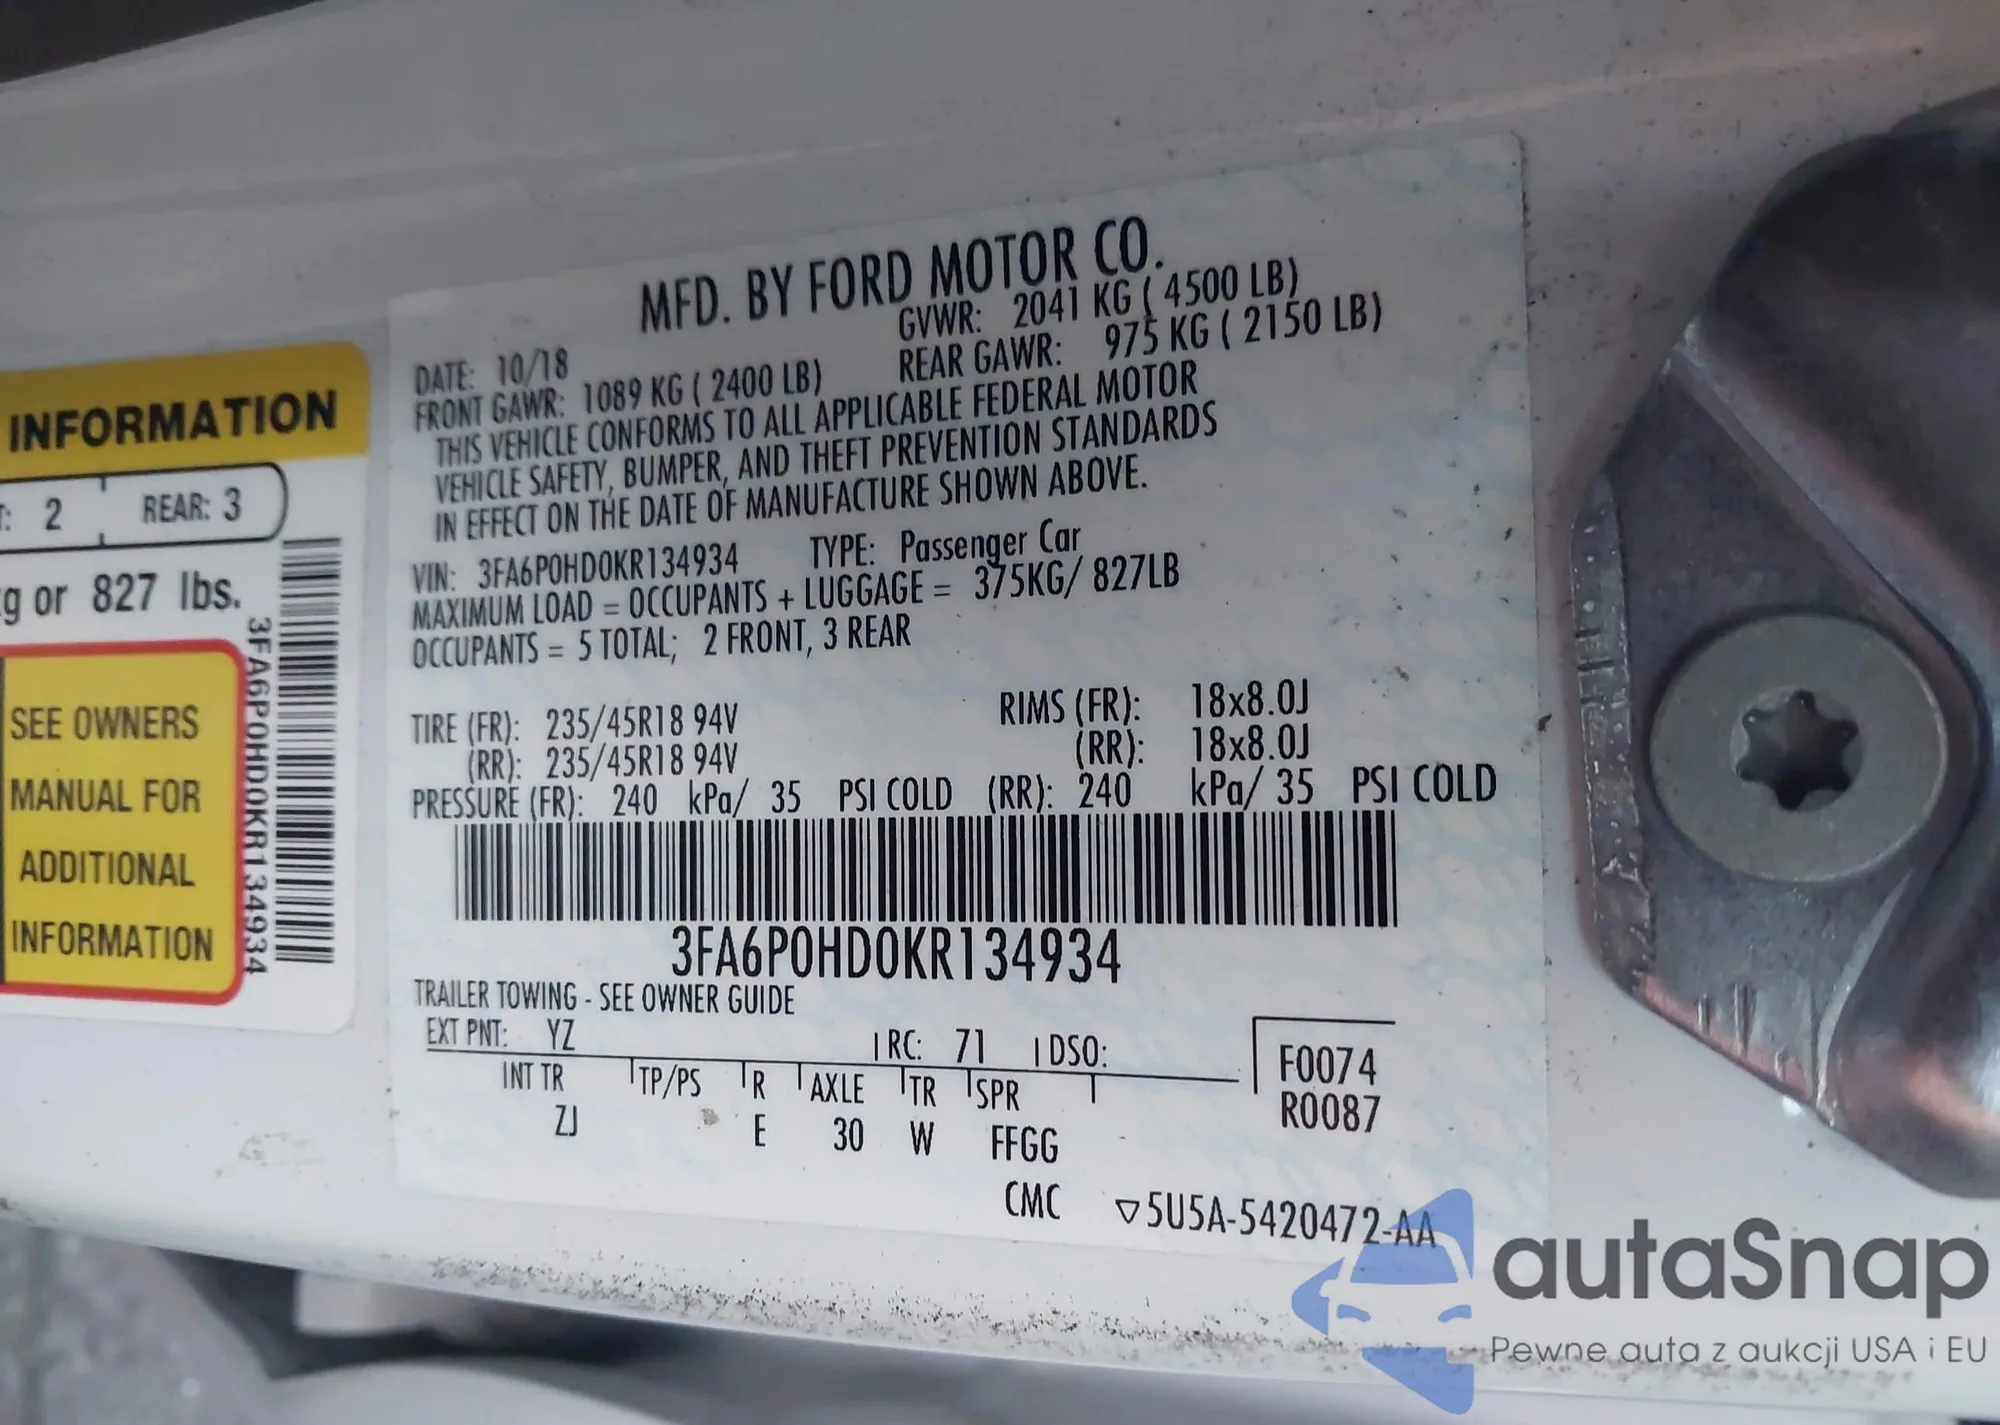 INFORMATION
: 2 REAR: 3
g or 827 lbs.
SEE OWNERS
MANUAL FOR
ADDITIONAL
INFORMATION
3FA6P0HD0KR134934
MFD. BY FORD MOTOR CO.
DATE: 10/18 GVWR: 2041 KG ( 4500 LB)
FRONT GAWR: 1089 KG ( 2400 LB) REAR GAWR: 975 KG ( 2150 LB)
THIS VEHICLE CONFORMS TO ALL APPLICABLE FEDERAL MOTOR
VEHICLE SAFETY, BUMPER, AND THEFT PREVENTION STANDARDS
IN EFFECT ON THE DATE OF MANUFACTURE SHOWN ABOVE.
VIN: 3FA6P0HD0KR134934 TYPE: Passenger Car
MAXIMUM LOAD = OCCUPANTS + LUGGAGE = 375KG/ 827LB
OCCUPANTS = 5 TOTAL; 2 FRONT, 3 REAR
TIRE (FR): 235/45R18 94V RIMS (FR): 18x8.0J
(RR): 235/45R18 94V (RR): 18x8.0J
PRESSURE (FR): 240 kPa/ 35 PSI COLD (RR): 240 kPa/ 35 PSI COLD
3FA6P0HD0KR134934
TRAILER TOWING - SEE OWNER GUIDE
EXT PNT: YZ RC: 71 DSO:
INT TR TP/PS R AXLE TR SPR
ZJ E 30 W FFGG
F0074
R0087
CMC ▽5U5A-5420472-AA
autaSnap
Pewne auta z aukcji USA i EU